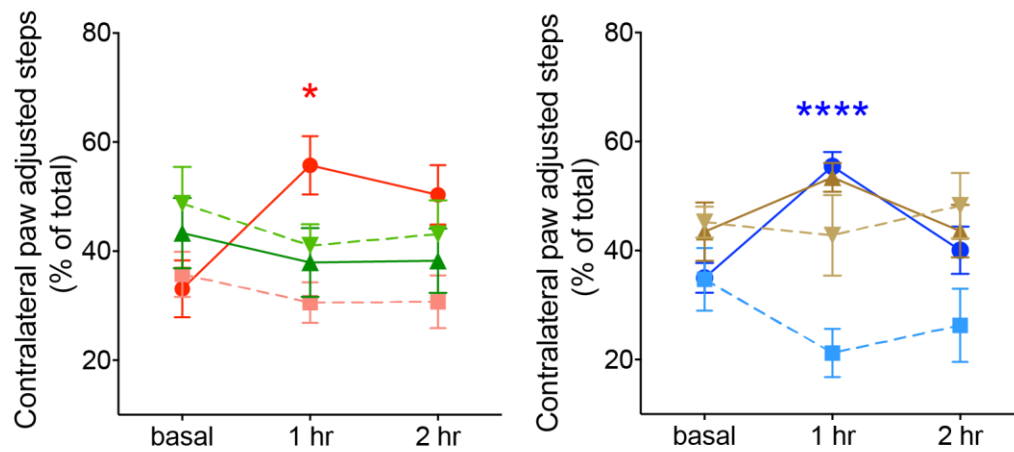 Contralateral paw adjusted steps
(% of total)
80
60
40
20
*
basal 1 hr 2 hr
Contralateral paw adjusted steps
(% of total)
80
60
40
20
****
basal 1 hr 2 hr